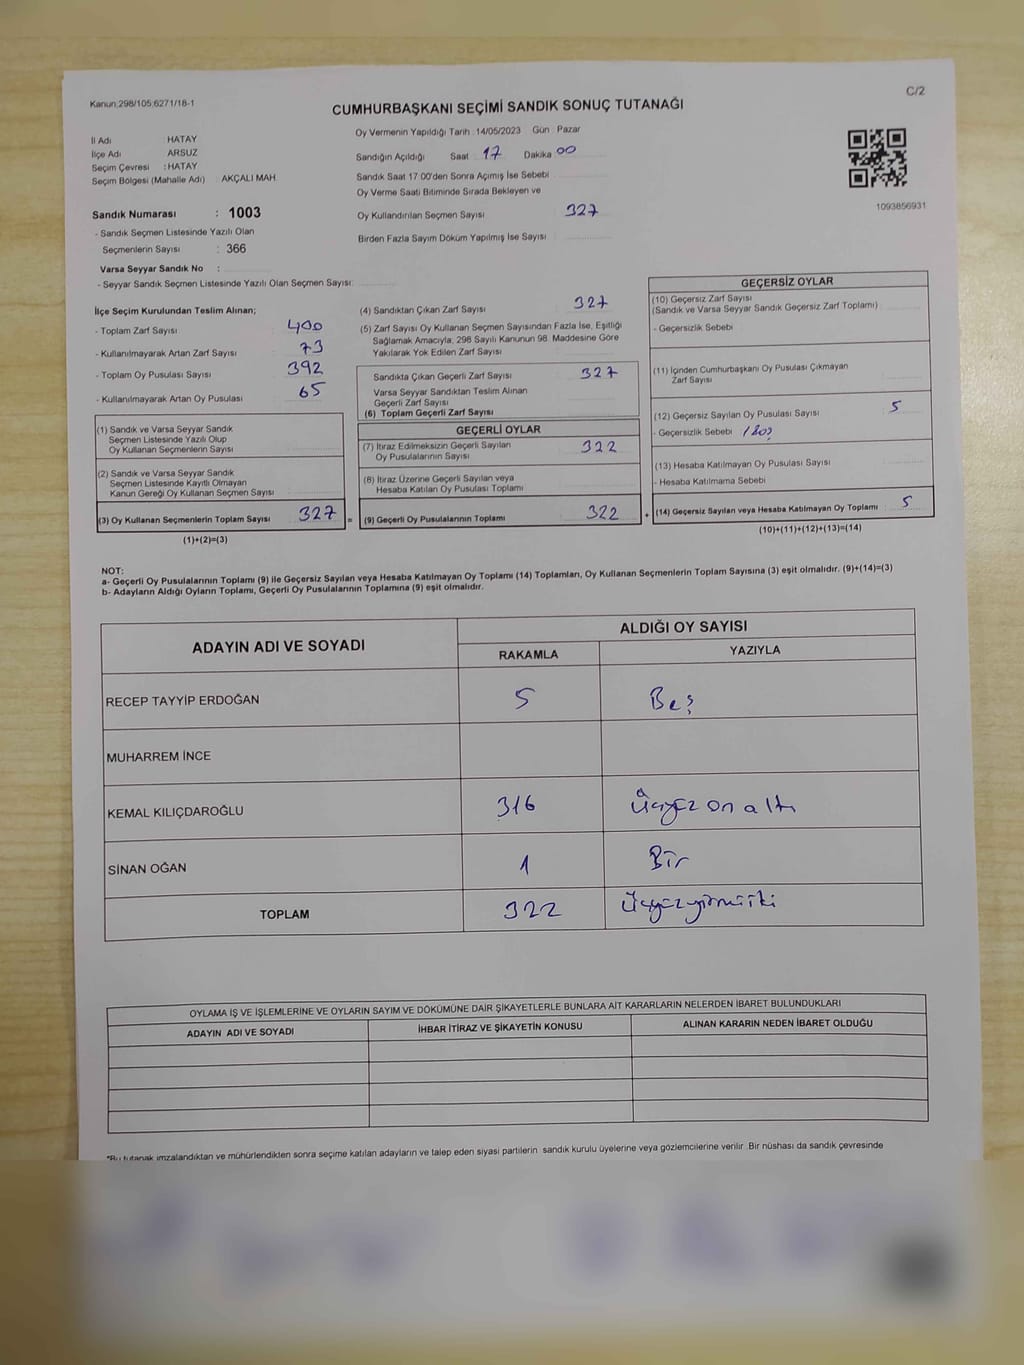 Kanun:298/105;6271/18-1
C/2
CUMHURBAŞKANI SEÇİMİ SANDIK SONUÇ TUTANAĞI
İl Adı : HATAY
İlçe Adı : ARSUZ
Seçim Çevresi : HATAY
Seçim Bölgesi (Mahalle Adı) : AKÇALI MAH.
Oy Vermenin Yapıldığı Tarih : 14/05/2023 Gün Pazar
Sandığın Açıldığı Saat 17 Dakika 00
Sandık Saat 17:00'den Sonra Açımış İse Sebebi
Oy Verme Saati Bitiminde Sırada Bekleyen ve
Oy Kullandırılan Seçmen Sayısı 327
Birden Fazla Sayım Döküm Yapılmış İse Sayısı
1093856931
Sandık Numarası : 1003
- Sandık Seçmen Listesinde Yazılı Olan
Seçmenlerin Sayısı : 366
Varsa Seyyar Sandık No :
- Seyyar Sandık Seçmen Listesinde Yazılı Olan Seçmen Sayısı:
İlçe Seçim Kurulundan Teslim Alınan;
- Toplam Zarf Sayısı 400
- Kullanılmayarak Artan Zarf Sayısı 73
- Toplam Oy Pusulası Sayısı 392
- Kullanılmayarak Artan Oy Pusulası 65
(1) Sandık ve Varsa Seyyar Sandık
Seçmen Listesinde Yazılı Olup
Oy Kullanan Seçmenlerin Sayısı
(2) Sandık ve Varsa Seyyar Sandık
Seçmen Listesinde Kayıtlı Olmayan
Kanun Gereği Oy Kullanan Seçmen Sayısı
(3) Oy Kullanan Seçmenlerin Toplam Sayısı 327 =
(1)+(2)=(3)
(4) Sandıktan Çıkan Zarf Sayısı 327
(5) Zarf Sayısı Oy Kullanan Seçmen Sayısından Fazla İse, Eşitliği
Sağlamak Amacıyla, 298 Sayılı Kanunun 98. Maddesine Göre
Yakılarak Yok Edilen Zarf Sayısı
Sandıkta Çıkan Geçerli Zarf Sayısı 327
Varsa Seyyar Sandıktan Teslim Alınan
Geçerli Zarf Sayısı
(6) Toplam Geçerli Zarf Sayısı
GEÇERLİ OYLAR
(7) İtiraz Edilmeksizin Geçerli Sayılan
Oy Pusulalarının Sayısı 322
(8) İtiraz Üzerine Geçerli Sayılan veya
Hesaba Katılan Oy Pusulası Toplamı
(9) Geçerli Oy Pusulalarının Toplamı 322 +
GEÇERSİZ OYLAR
(10) Geçersiz Zarf Sayısı
(Sandık ve Varsa Seyyar Sandık Geçersiz Zarf Toplamı)
- Geçersizlik Sebebi
(11) İçinden Cumhurbaşkanı Oy Pusulası Çıkmayan
Zarf Sayısı
(12) Geçersiz Sayılan Oy Pusulası Sayısı 5
- Geçersizlik Sebebi
(13) Hesaba Katılmayan Oy Pusulası Sayısı
- Hesaba Katılmama Sebebi
(14) Geçersiz Sayılan veya Hesaba Katılmayan Oy Toplamı 5
(10)+(11)+(12)+(13)=(14)
NOT:
a- Geçerli Oy Pusulalarının Toplamı (9) ile Geçersiz Sayılan veya Hesaba Katılmayan Oy Toplamı (14) Toplamları, Oy Kullanan Seçmenlerin Toplam Sayısına (3) eşit olmalıdır. (9)+(14)=(3)
b- Adayların Aldığı Oyların Toplamı, Geçerli Oy Pusulalarının Toplamına (9) eşit olmalıdır.
ADAYIN ADI VE SOYADI
ALDIĞI OY SAYISI
RAKAMLA YAZIYLA
RECEP TAYYİP ERDOĞAN 5 Beş
MUHARREM İNCE
KEMAL KILIÇDAROĞLU 316 Üçyüz on altı
SİNAN OĞAN 1 Bir
TOPLAM 322 Üçyüzyirmiiki
OYLAMA İŞ VE İŞLEMLERİNE VE OYLARIN SAYIM VE DÖKÜMÜNE DAİR ŞİKAYETLERLE BUNLARA AİT KARARLARIN NELERDEN İBARET BULUNDUKLARI
ADAYIN ADI VE SOYADI İHBAR İTİRAZ VE ŞİKAYETİN KONUSU ALINAN KARARIN NEDEN İBARET OLDUĞU
*Bu tutanak imzalandıktan ve mühürlendikten sonra seçime katılan adayların ve talep eden siyasi partilerin sandık kurulu üyelerine veya gözlemcilerine verilir. Bir nüshası da sandık çevresinde